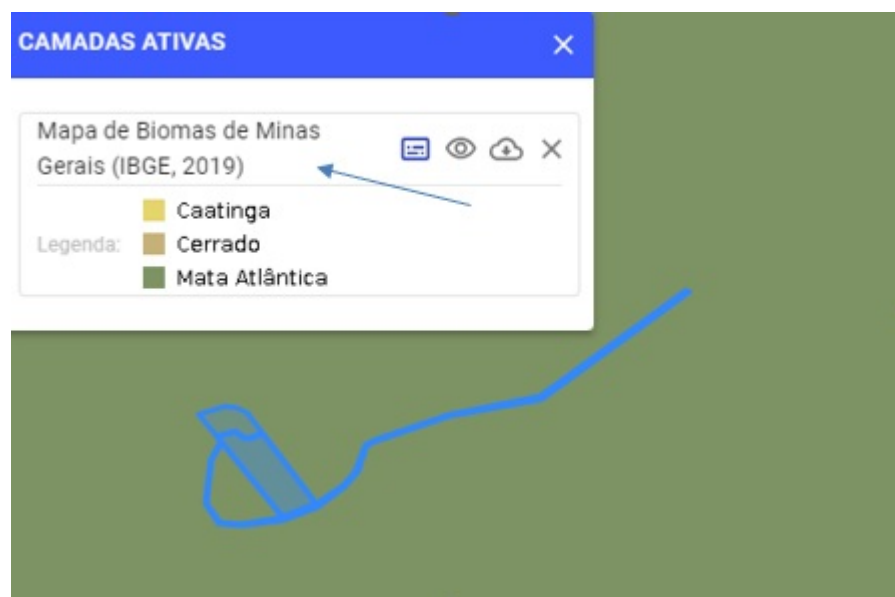 CAMADAS ATIVAS
Mapa de Biomas de Minas
Gerais (IBGE, 2019)
Legenda:
Caatinga
Cerrado
Mata Atlântica